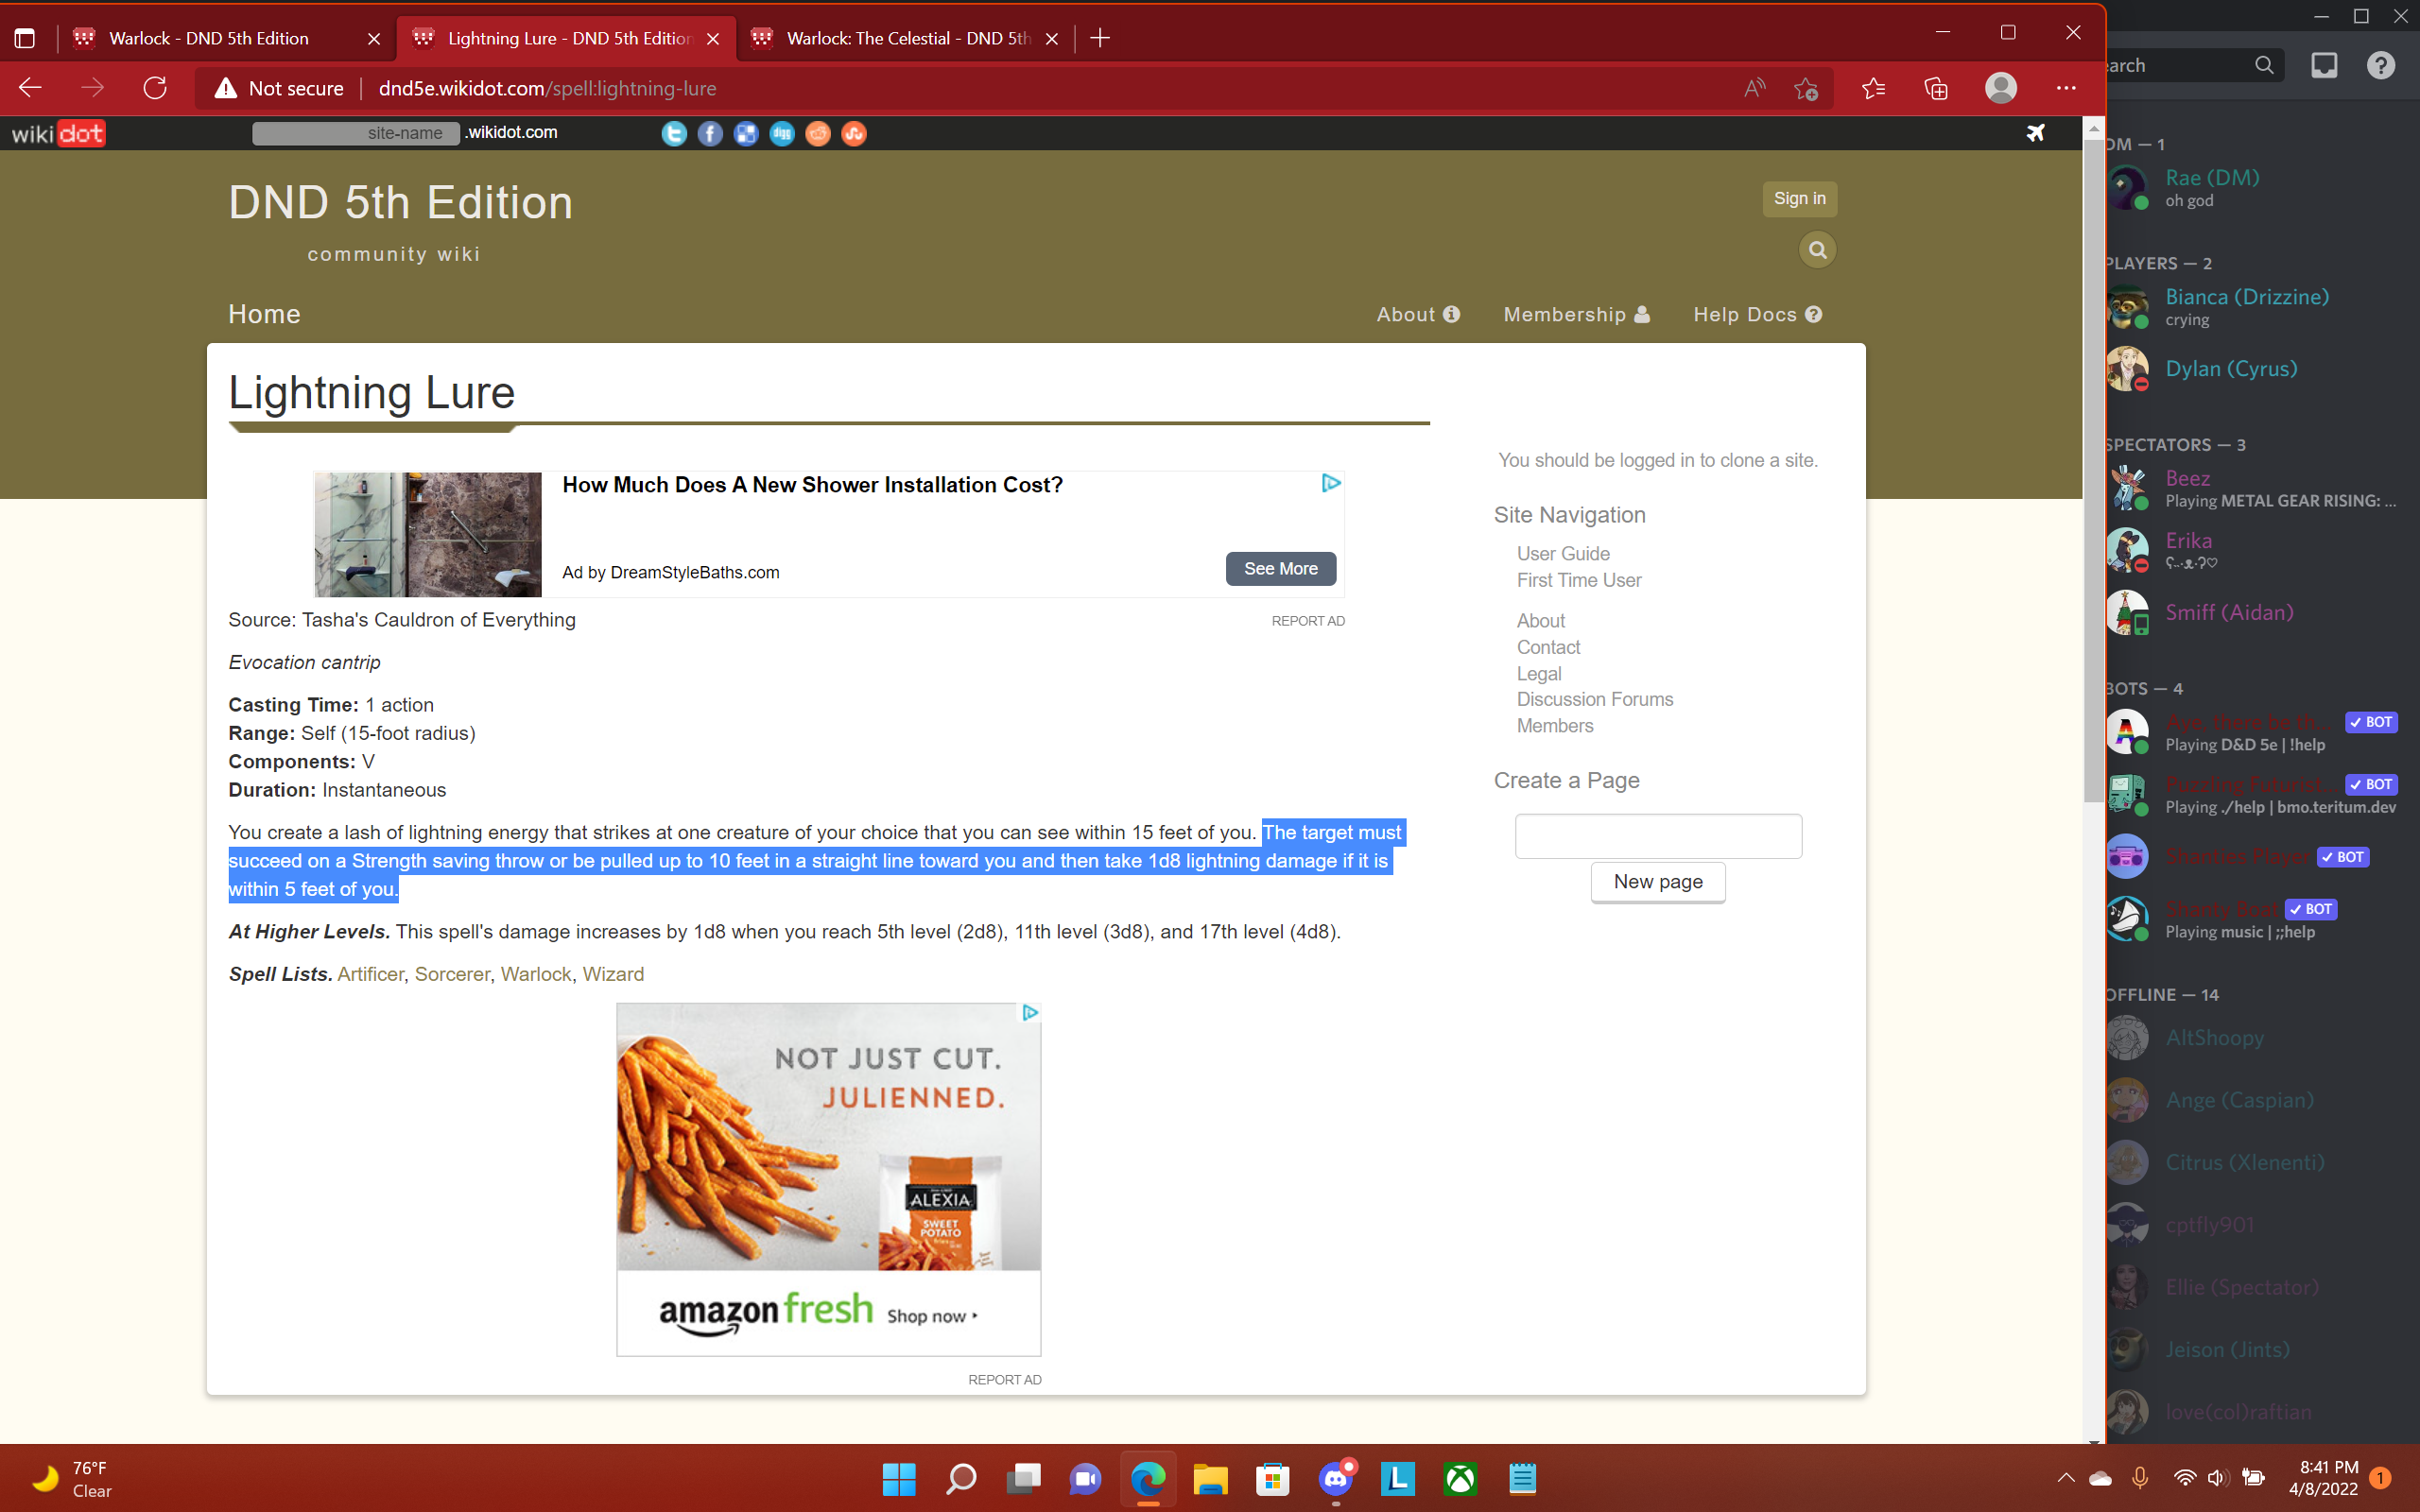 Warlock - DND 5th Edition
Lightning Lure - DND 5th Edition
Warlock: The Celestial - DND 5th
Not secure
dnd5e.wikidot.com/spell:lightning-lure
wikidot
site-name .wikidot.com
digg
DND 5th Edition
community wiki
Sign in
Home
About
Membership
Help Docs
Lightning Lure
How Much Does A New Shower Installation Cost?
Ad by DreamStyleBaths.com
See More
REPORT AD
Source: Tasha's Cauldron of Everything
Evocation cantrip
Casting Time: 1 action
Range: Self (15-foot radius)
Components: V
Duration: Instantaneous
You create a lash of lightning energy that strikes at one creature of your choice that you can see within 15 feet of you. The target must
succeed on a Strength saving throw or be pulled up to 10 feet in a straight line toward you and then take 1d8 lightning damage if it is
within 5 feet of you.
At Higher Levels. This spell's damage increases by 1d8 when you reach 5th level (2d8), 11th level (3d8), and 17th level (4d8).
Spell Lists. Artificer, Sorcerer, Warlock, Wizard
NOT JUST CUT.
JULIENNED.
ALEXIA
SWEET
POTATO
fries
amazon fresh Shop now
REPORT AD
You should be logged in to clone a site.
Site Navigation
User Guide
First Time User
About
Contact
Legal
Discussion Forums
Members
Create a Page
New page
earch
DM — 1
Rae (DM)
oh god
PLAYERS — 2
Bianca (Drizzine)
crying
Dylan (Cyrus)
SPECTATORS — 3
Beez
Playing METAL GEAR RISING: ...
Erika
Smiff (Aidan)
BOTS — 4
Aye, there be th...
BOT
Playing D&D 5e | !help
Puzzling Futurist...
BOT
Playing ./help | bmo.teritum.dev
Shanties Player
BOT
Shanty Boat
BOT
Playing music | ;;help
OFFLINE — 14
AltShoopy
Ange (Caspian)
Citrus (Xlenenti)
cptfly901
Ellie (Spectator)
Jeison (Jints)
love(col)raftian
76°F
Clear
L
8:41 PM
4/8/2022
1